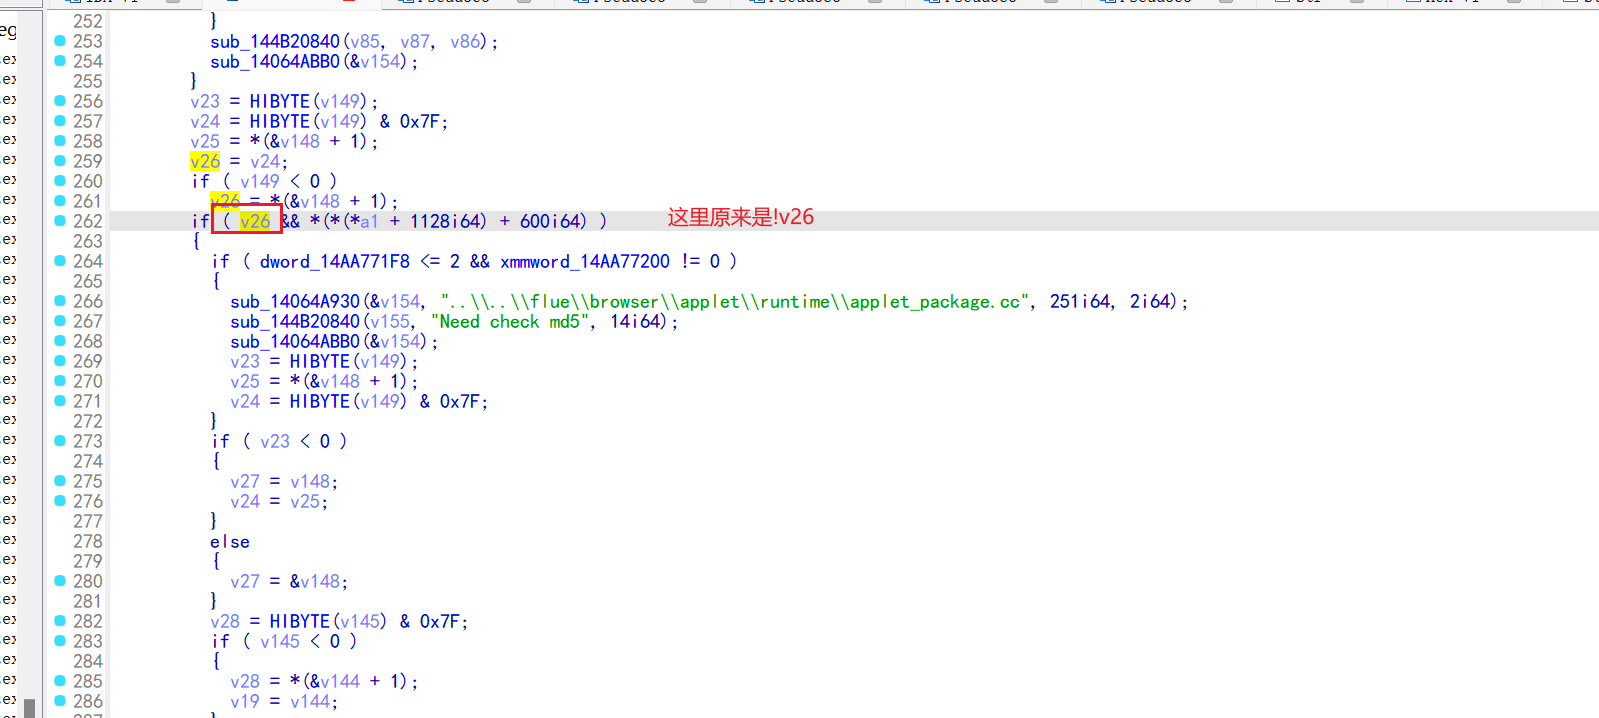 252 }
253 sub_144B20840(v85, v87, v86);
254 sub_14064ABB0(&v154);
255 }
256 v23 = HIBYTE(v149);
257 v24 = HIBYTE(v149) & 0x7F;
258 v25 = *(&v148 + 1);
259 v26 = v24;
260 if ( v149 < 0 )
261 v26 = *(&v148 + 1);
262 if ( v26 && *(*(*a1 + 1128i64) + 600i64) ) 这里原来是!v26
263 {
264 if ( dword_14AA771F8 <= 2 && xmmword_14AA77200 != 0 )
265 {
266 sub_14064A930(&v154, "..\\..\\flue\\browser\\applet\\runtime\\applet_package.cc", 251i64, 2i64);
267 sub_144B20840(v155, "Need check md5", 14i64);
268 sub_14064ABB0(&v154);
269 v23 = HIBYTE(v149);
270 v25 = *(&v148 + 1);
271 v24 = HIBYTE(v149) & 0x7F;
272 }
273 if ( v23 < 0 )
274 {
275 v27 = v148;
276 v24 = v25;
277 }
278 else
279 {
280 v27 = &v148;
281 }
282 v28 = HIBYTE(v145) & 0x7F;
283 if ( v145 < 0 )
284 {
285 v28 = *(&v144 + 1);
286 v19 = v144;